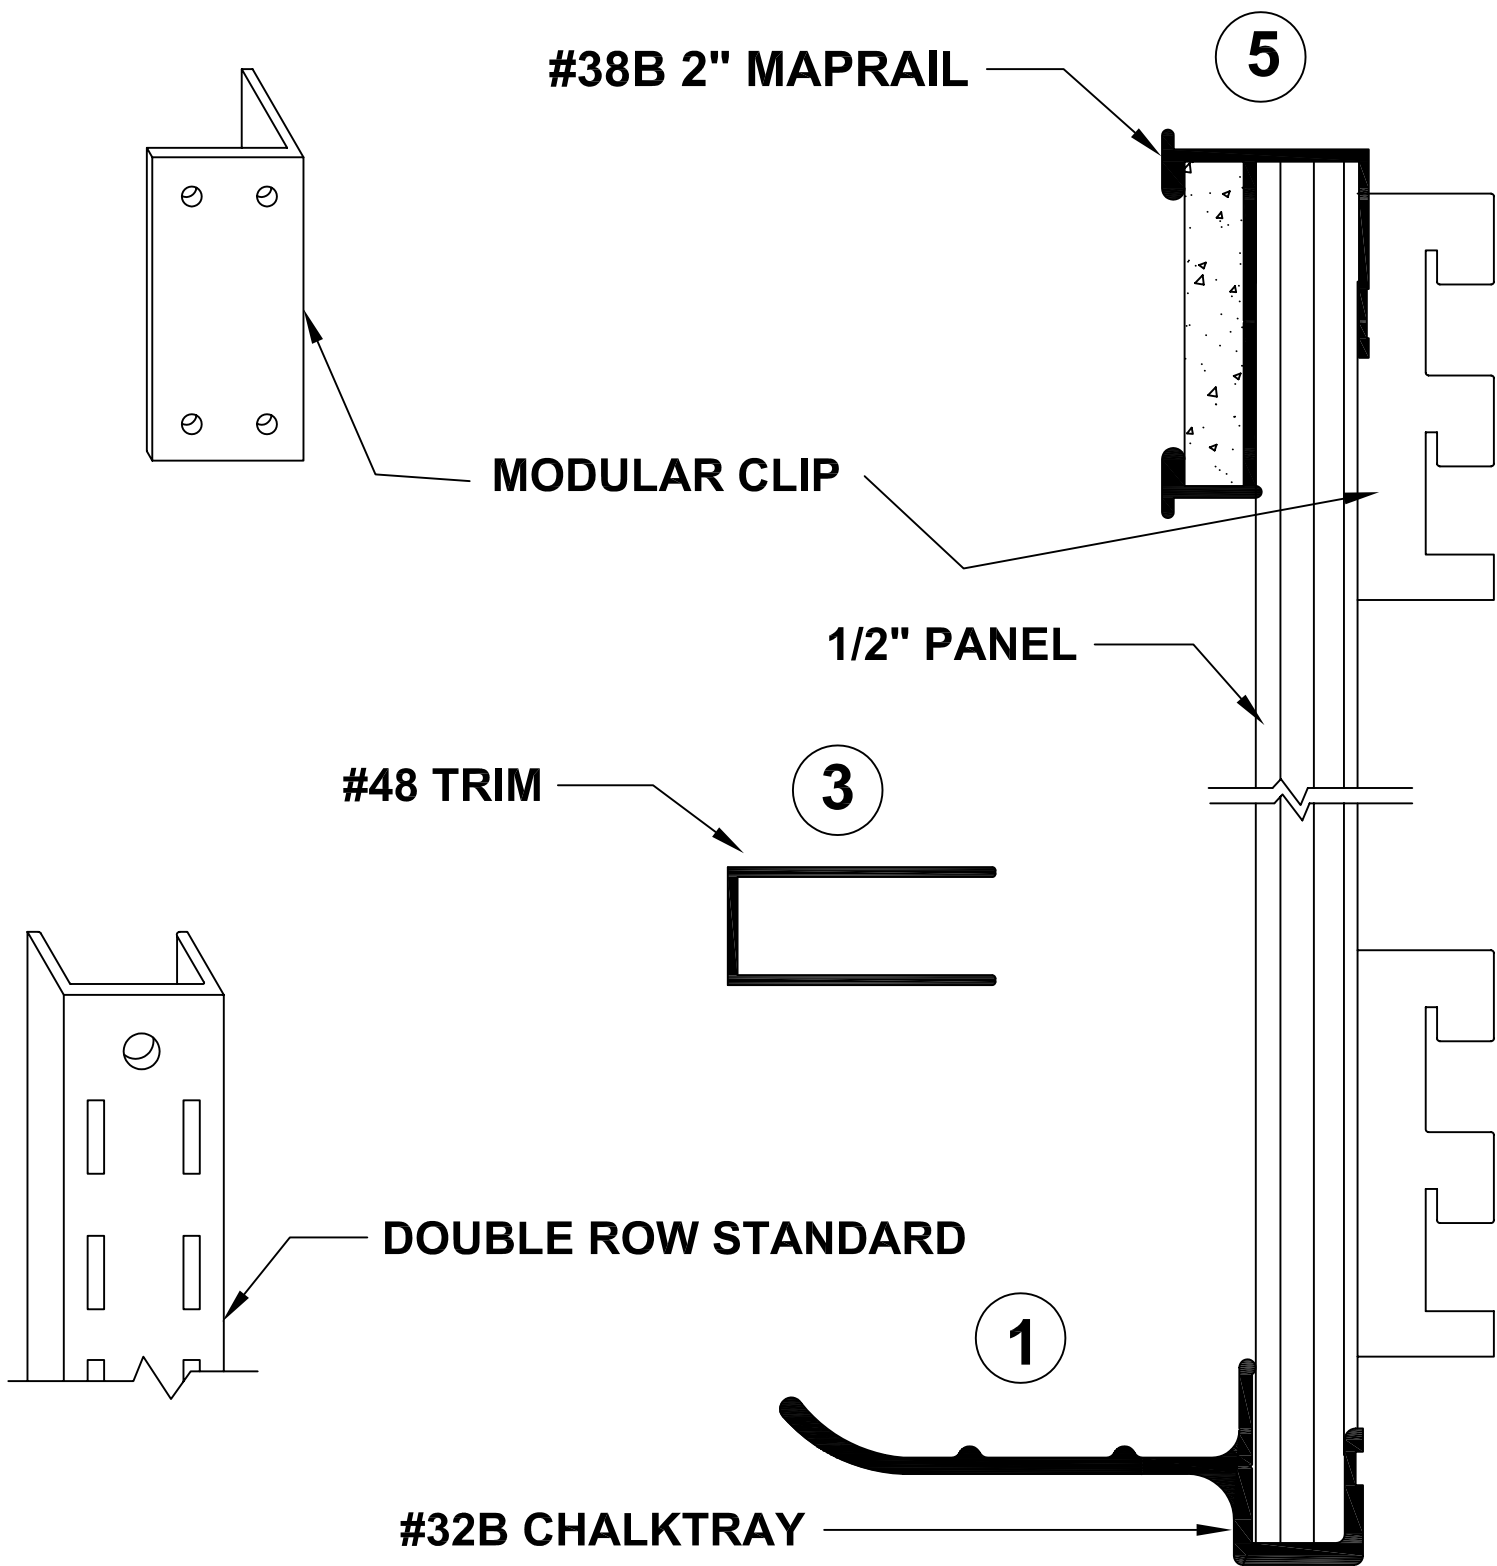 #38B 2" MAPRAIL
5
MODULAR CLIP
1/2" PANEL
#48 TRIM
3
DOUBLE ROW STANDARD
1
#32B CHALKTRAY